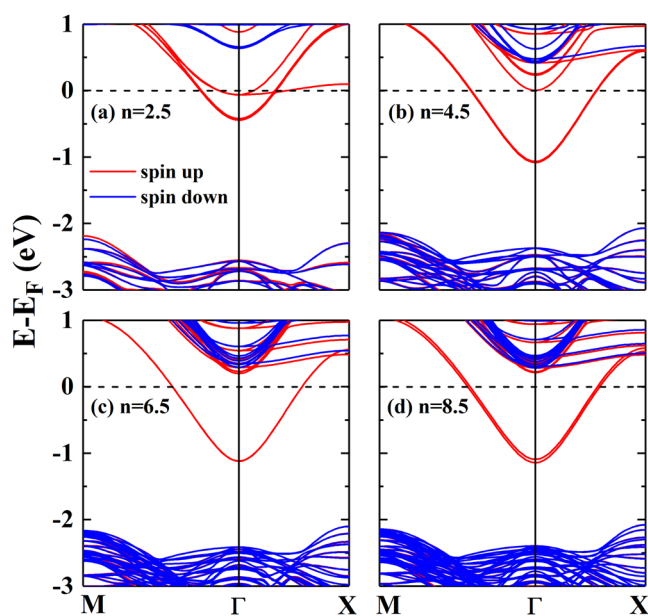 1
0
-1
-2
-3
(a) n=2.5
spin up
spin down
(b) n=4.5
E-E_F (eV)
1
0
-1
-2
-3
(c) n=6.5
(d) n=8.5
M Γ X M Γ X